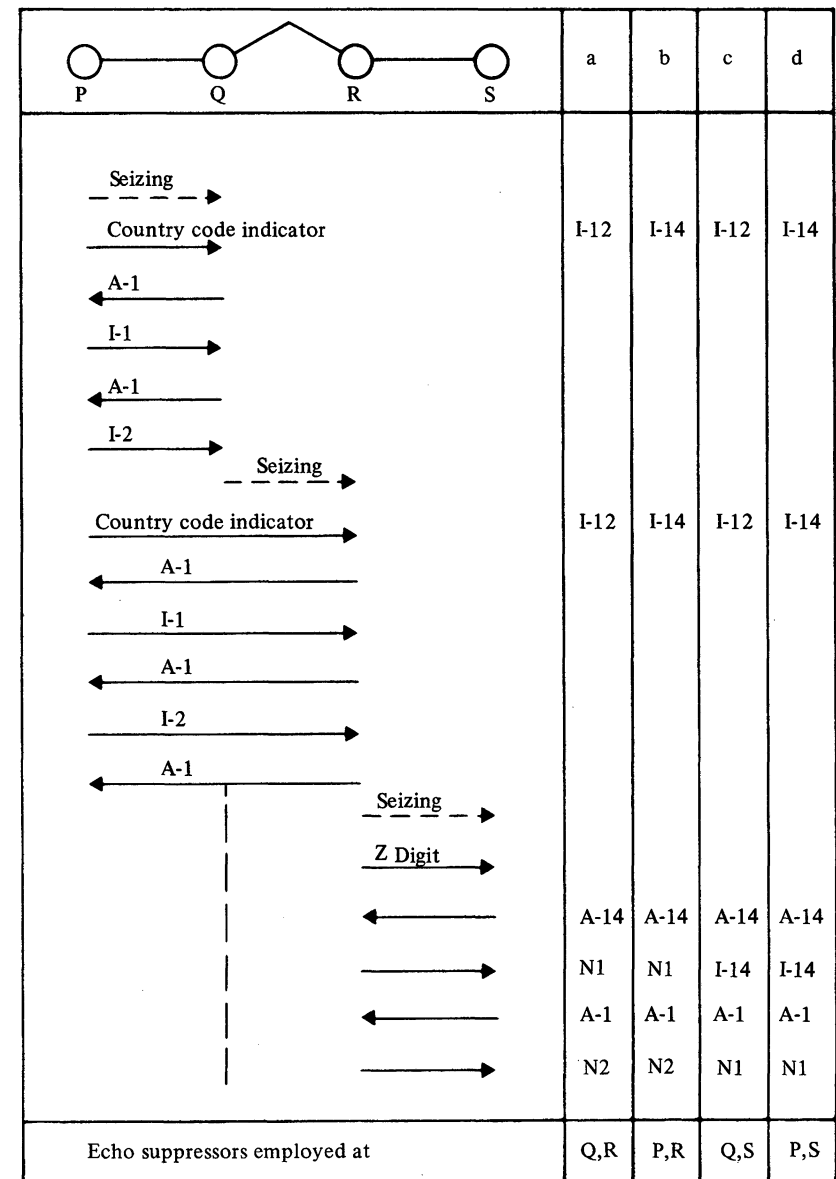 a b c d
P Q R S
Seizing
Country code indicator I-12 I-14 I-12 I-14
A-1
I-1
A-1
I-2
Seizing
Country code indicator I-12 I-14 I-12 I-14
A-1
I-1
A-1
I-2
A-1
Seizing
Z Digit
A-14 A-14 A-14 A-14
N1 N1 I-14 I-14
A-1 A-1 A-1 A-1
N2 N2 N1 N1
Echo suppressors employed at Q,R P,R Q,S P,S